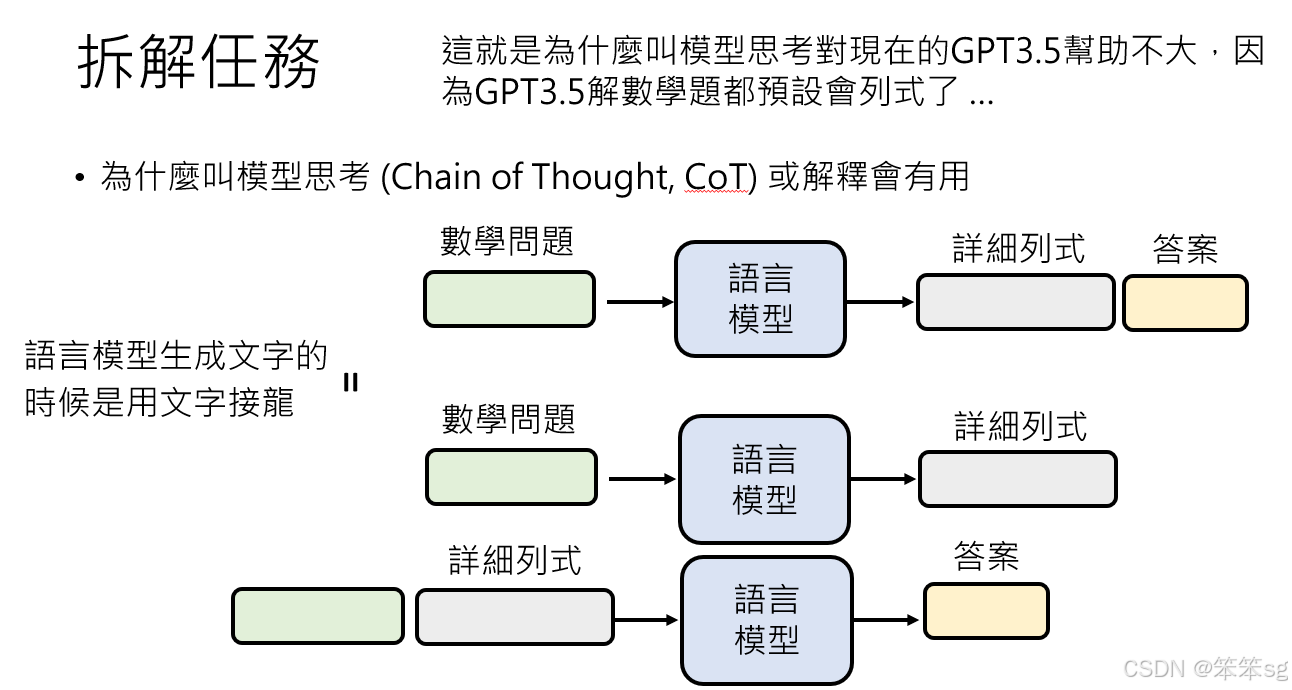 拆解任務
這就是為什麼叫模型思考對現在的GPT3.5幫助不大，因
為GPT3.5解數學題都預設會列式了 ...
• 為什麼叫模型思考 (Chain of Thought, CoT) 或解釋會有用
數學問題
語言
模型
詳細列式
答案
語言模型生成文字的
時候是用文字接龍
=
數學問題
語言
模型
詳細列式
詳細列式
語言
模型
答案
CSDN @笨笨sg